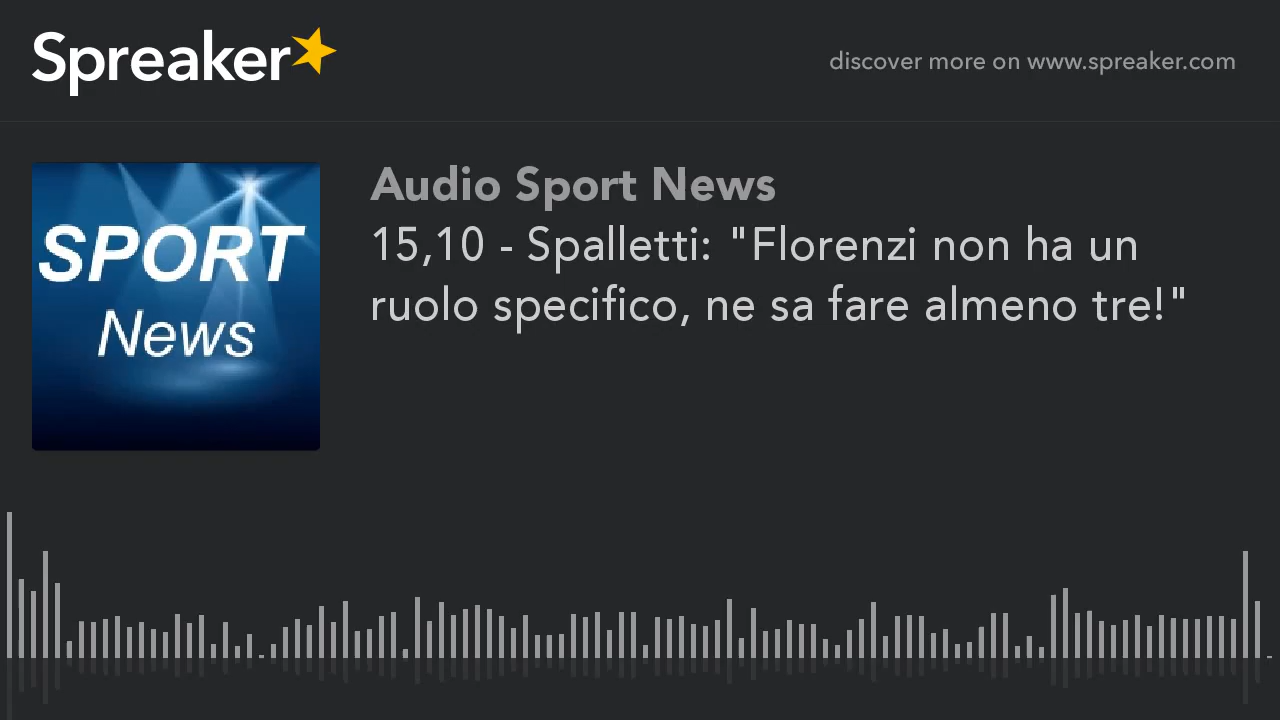 Spreaker
discover more on www.spreaker.com
SPORT
News
Audio Sport News
15,10 - Spalletti: "Florenzi non ha un
ruolo specifico, ne sa fare almeno tre!"